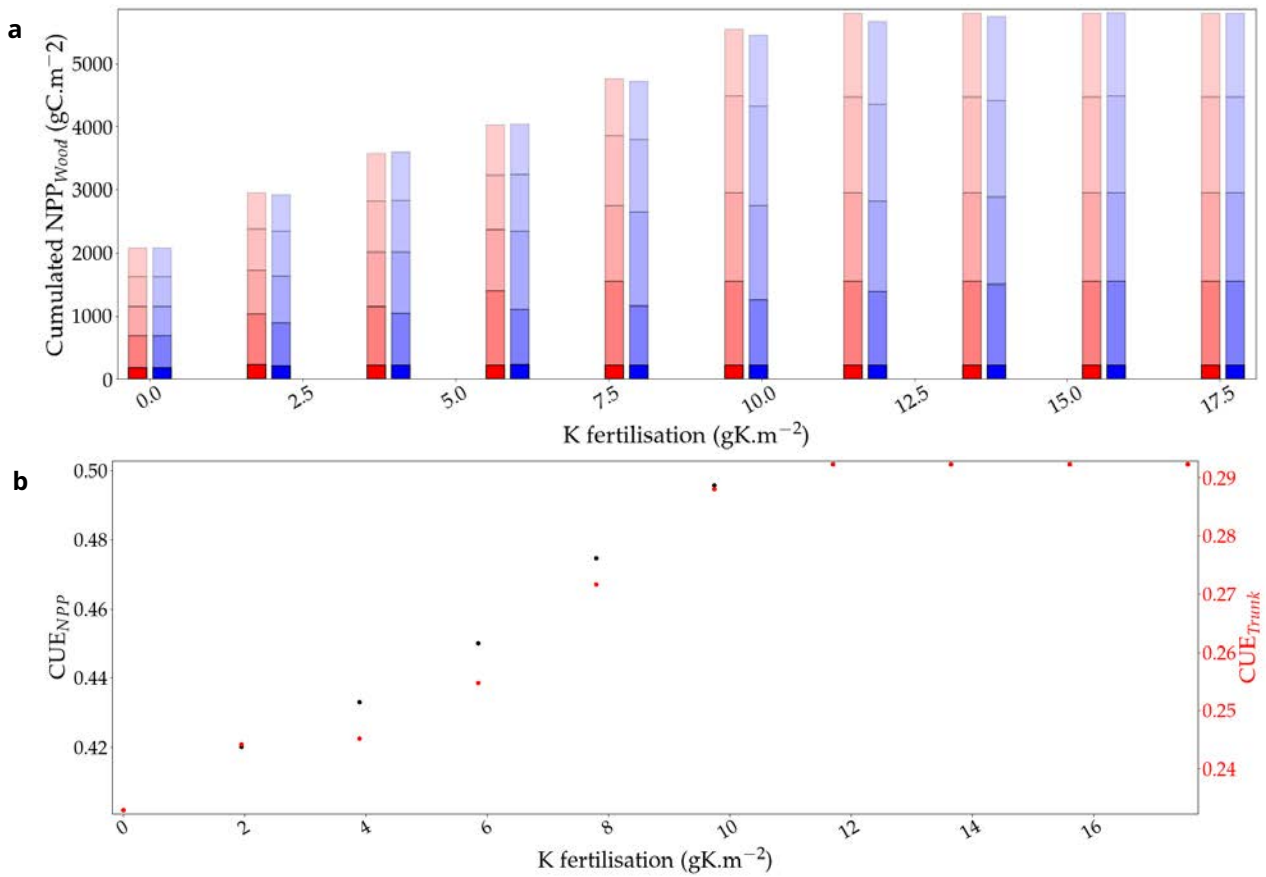 a
Cumulated NPP_Wood (gC.m−2)
5000
4000
3000
2000
1000
0
0.0 2.5 5.0 7.5 10.0 12.5 15.0 17.5
K fertilisation (gK.m−2)
b
CUE_NPP
0.50
0.48
0.46
0.44
0.42
0.29
0.28
0.27
0.26
0.25
0.24
CUE_Trunk
0 2 4 6 8 10 12 14 16
K fertilisation (gK.m−2)